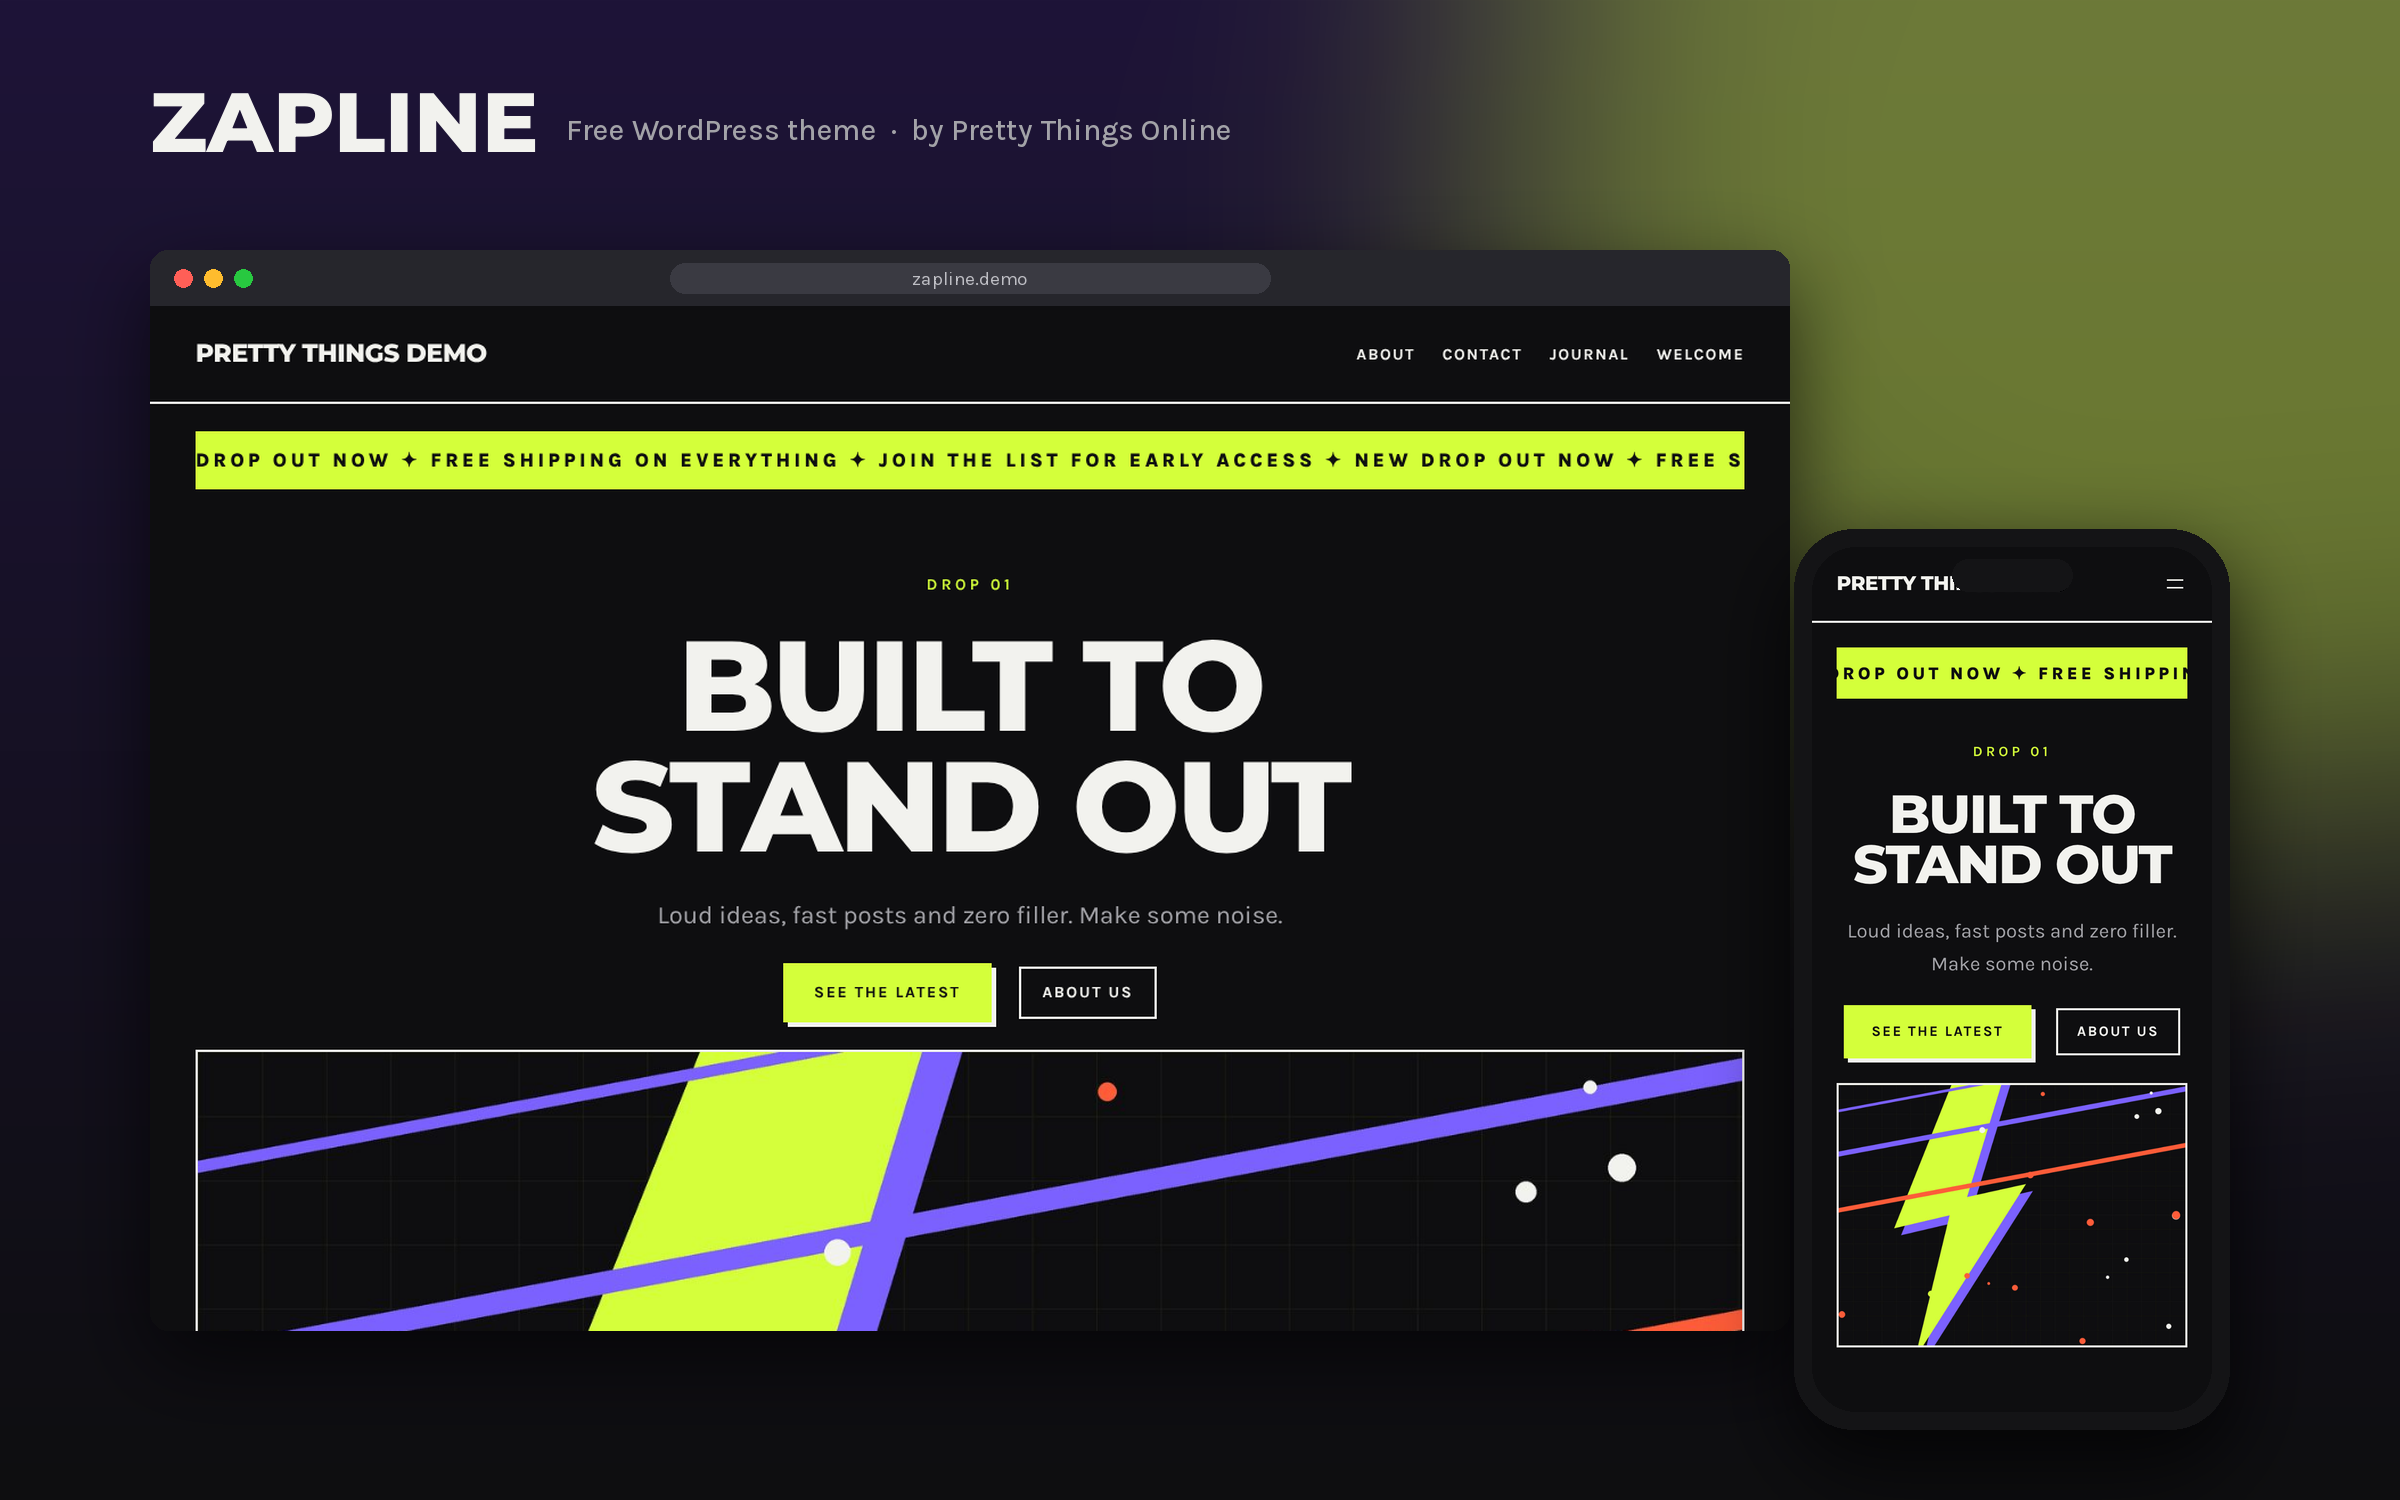 ZAPLINE Free WordPress theme · by Pretty Things Online
zapline.demo
PRETTY THINGS DEMO
ABOUT CONTACT JOURNAL WELCOME
DROP OUT NOW ✦ FREE SHIPPING ON EVERYTHING ✦ JOIN THE LIST FOR EARLY ACCESS ✦ NEW DROP OUT NOW ✦ FREE S
DROP 01
BUILT TO
STAND OUT
Loud ideas, fast posts and zero filler. Make some noise.
SEE THE LATEST ABOUT US
PRETTY
DROP OUT NOW ✦ FREE SHIPPIN
DROP 01
BUILT TO
STAND OUT
Loud ideas, fast posts and zero filler.
Make some noise.
SEE THE LATEST ABOUT US